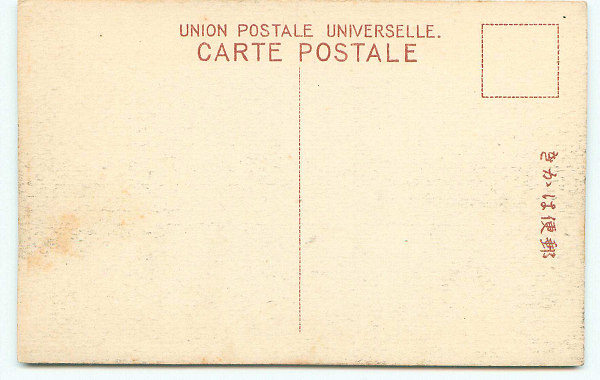 UNION POSTALE UNIVERSELLE.
CARTE POSTALE
郵便はかき